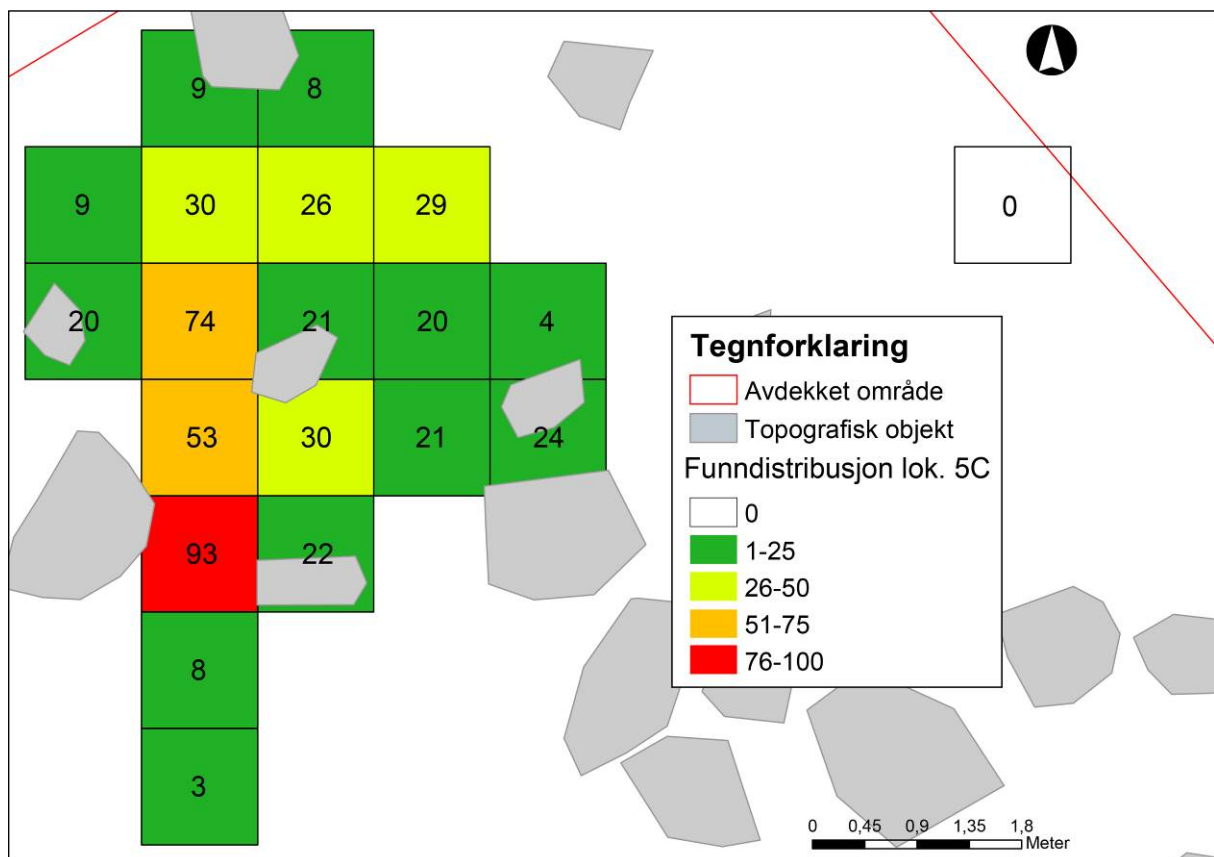 9 8
9 30 26 29 0
20 74 21 20 4
53 30 21 24
93 22
8
3
Tegnforklaring
Avdekket område
Topografisk objekt
Funndistribusjon lok. 5C
0
1-25
26-50
51-75
76-100
0 0,45 0,9 1,35 1,8
Meter